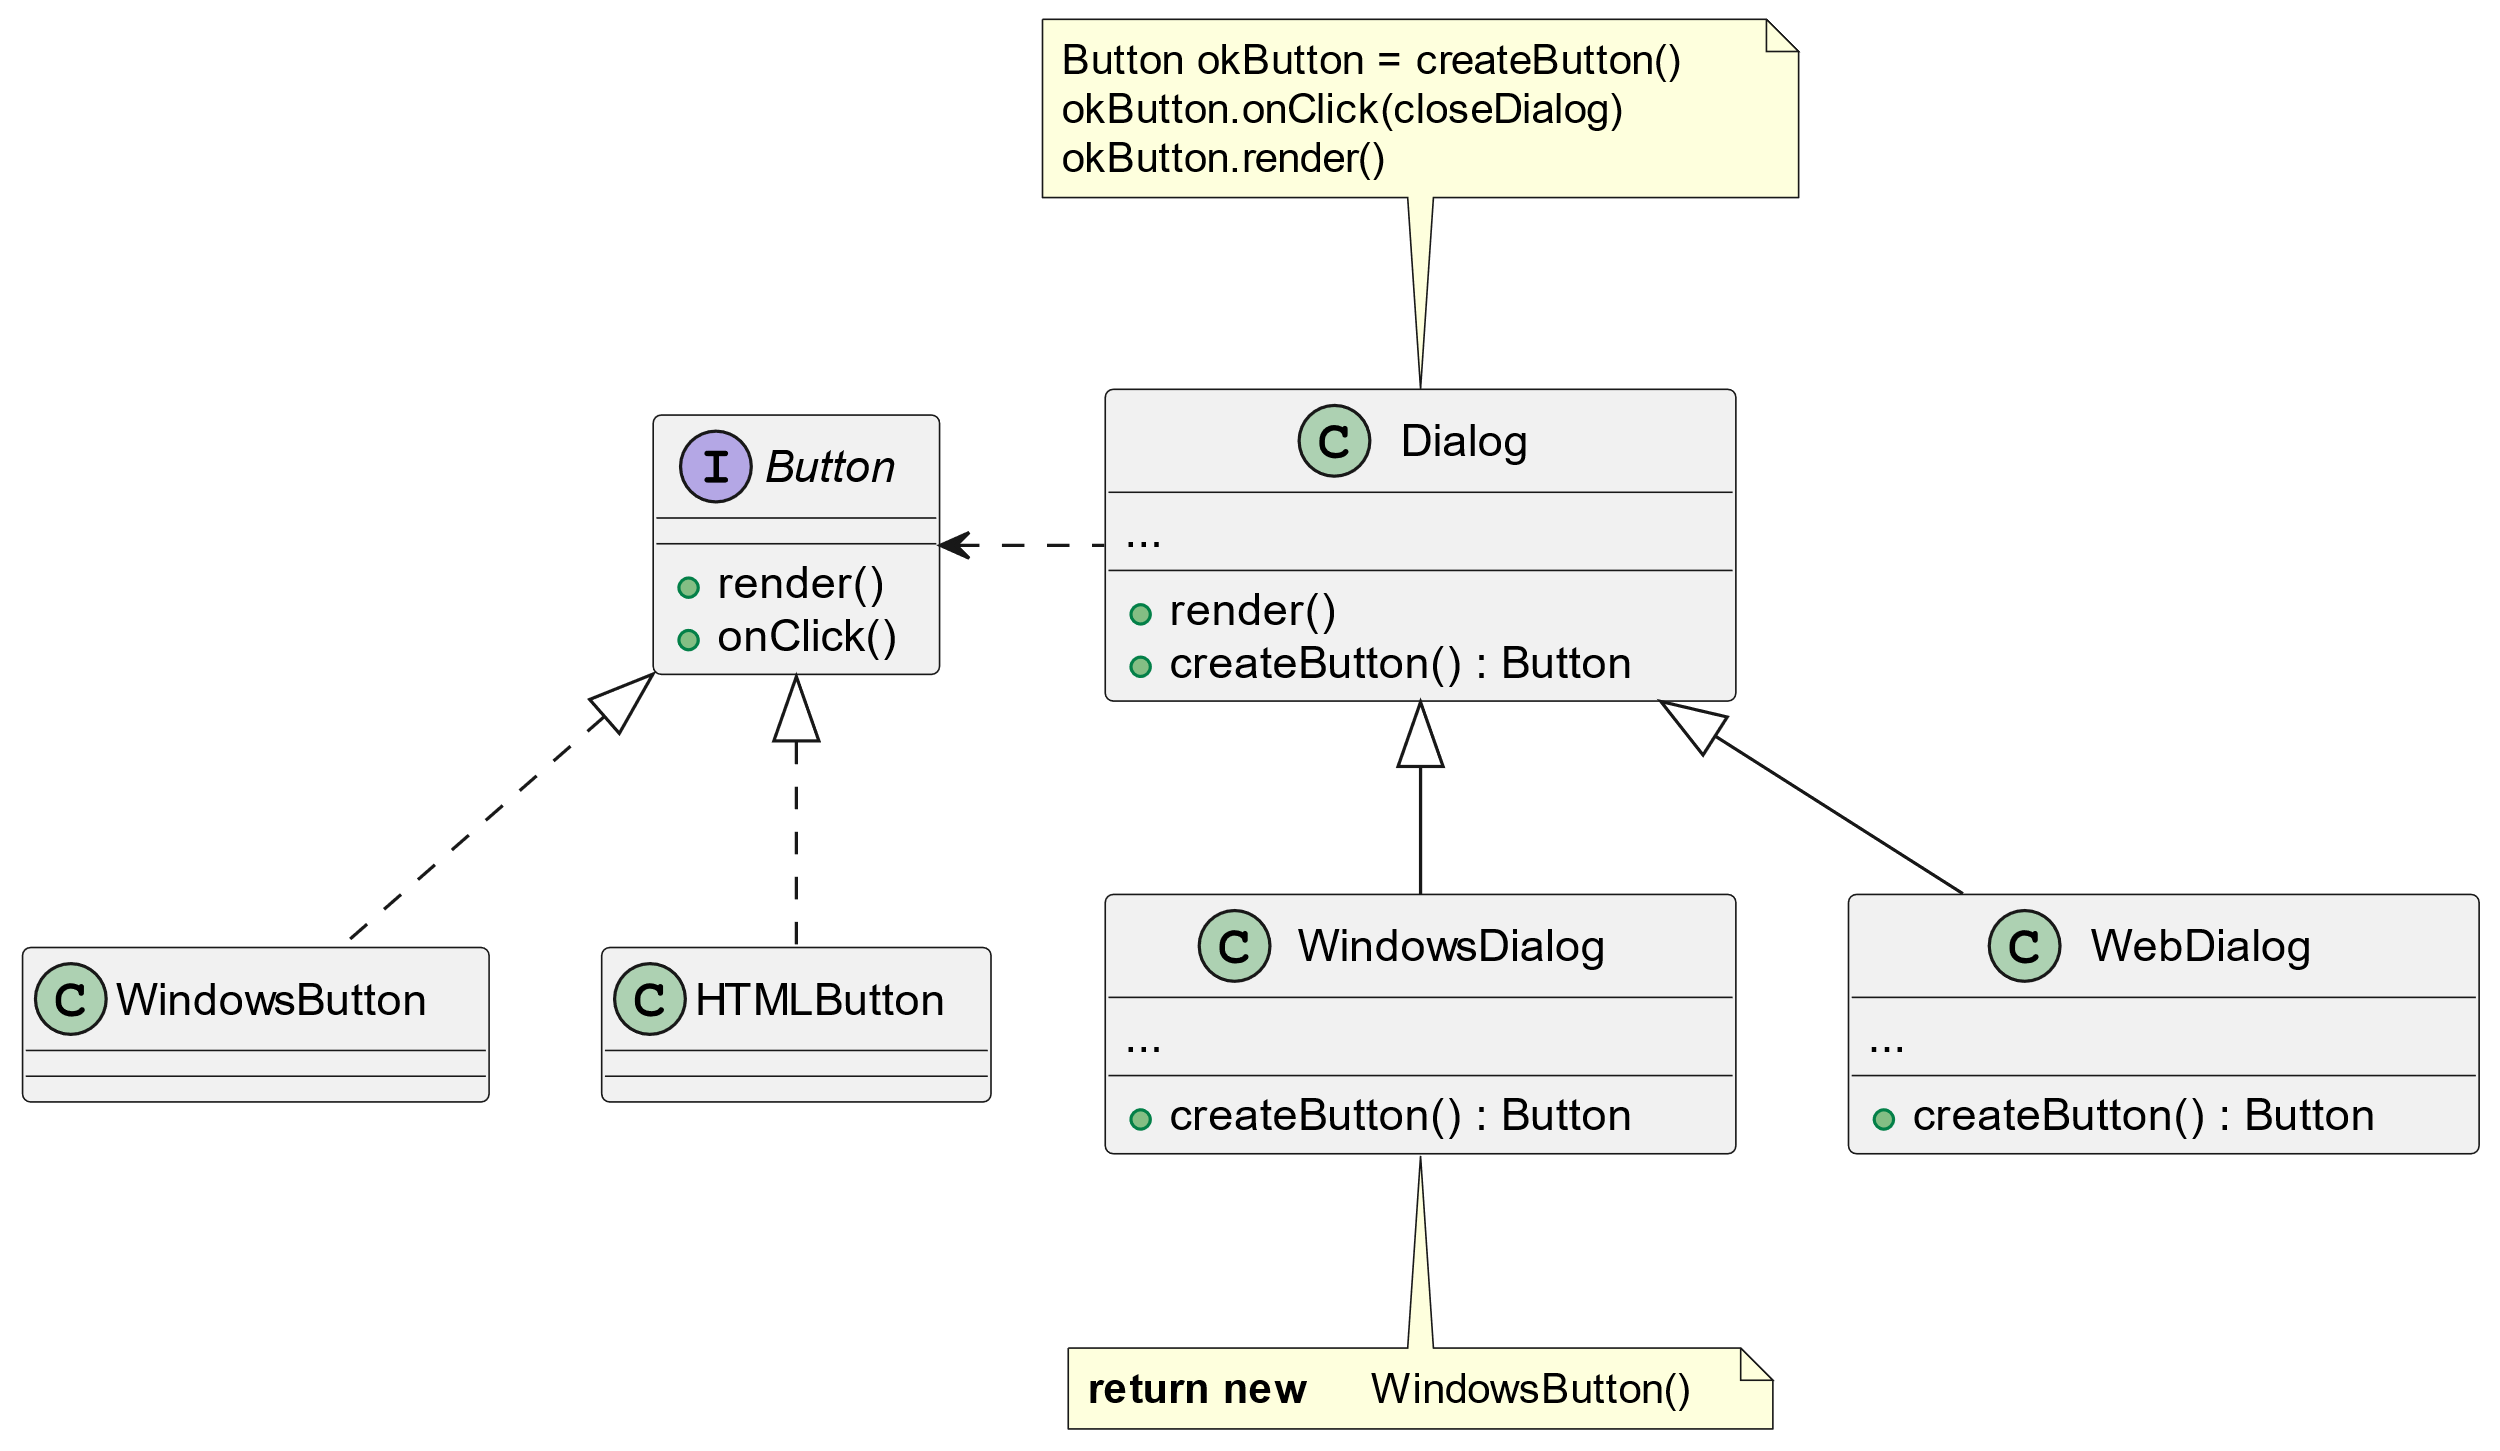 Button okButton = createButton()
okButton.onClick(closeDialog)
okButton.render()
I Button
render()
onClick()
C Dialog
...
render()
createButton() : Button
C WindowsButton
C HTMLButton
C WindowsDialog
...
createButton() : Button
C WebDialog
...
createButton() : Button
return new WindowsButton()